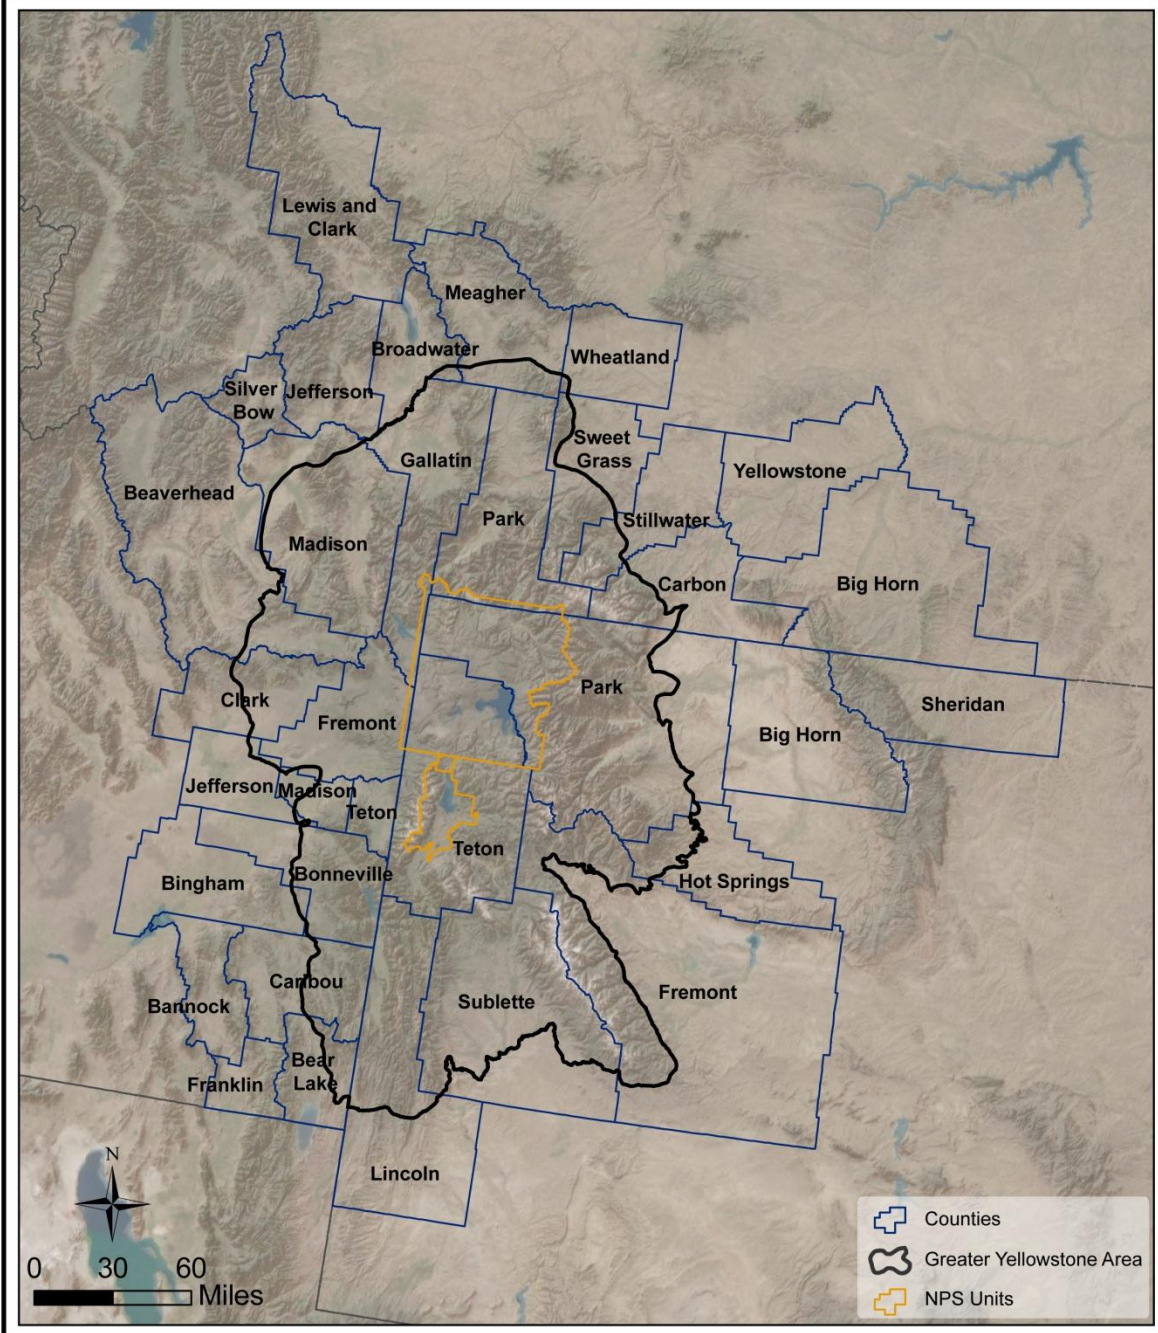 Lewis and
Clark
Meagher
Broadwater
Wheatland
Silver
Bow
Jefferson
Sweet
Grass
Gallatin
Yellowstone
Beaverhead
Park
Stillwater
Madison
Carbon
Big Horn
Clark
Park
Fremont
Sheridan
Big Horn
Jefferson
Madison
Teton
Teton
Bonneville
Bingham
Hot Springs
Caribou
Fremont
Bannock
Sublette
Bear
Lake
Franklin
Lincoln
N
0 30 60
Miles
Counties
Greater Yellowstone Area
NPS Units